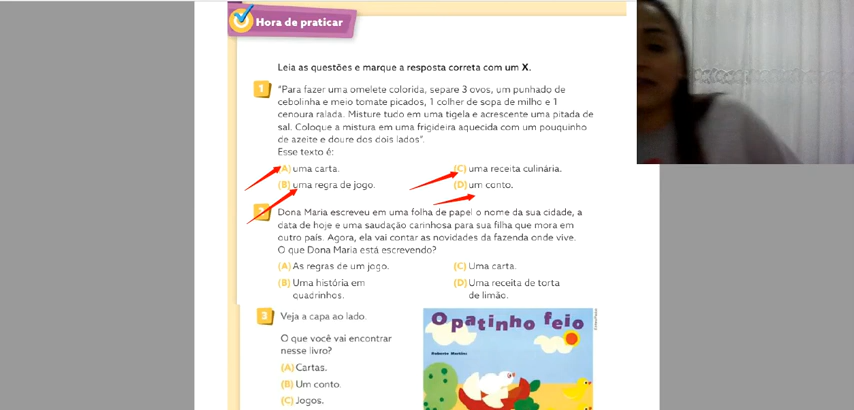 Hora de praticar
Leia as questões e marque a resposta correta com um X.
1
"Para fazer uma omelete colorida, separe 3 ovos, um punhado de
cebolinha e meio tomate picados, 1 colher de sopa de milho e 1
cenoura ralada. Misture tudo em uma tigela e acrescente uma pitada de
sal. Coloque a mistura em uma frigideira aquecida com um pouquinho
de azeite e doure dos dois lados".
Esse texto é:
(A) uma carta.
(B) uma regra de jogo.
(C) uma receita culinária.
(D) um conto.
2
Dona Maria escreveu em uma folha de papel o nome da sua cidade, a
data de hoje e uma saudação carinhosa para sua filha que mora em
outro país. Agora, ela vai contar as novidades da fazenda onde vive.
O que Dona Maria está escrevendo?
(A) As regras de um jogo.
(B) Uma história em
quadrinhos.
(C) Uma carta.
(D) Uma receita de torta
de limão.
3
Veja a capa ao lado.
O que você vai encontrar
nesse livro?
(A) Cartas.
(B) Um conto.
(C) Jogos.
O patinho feio